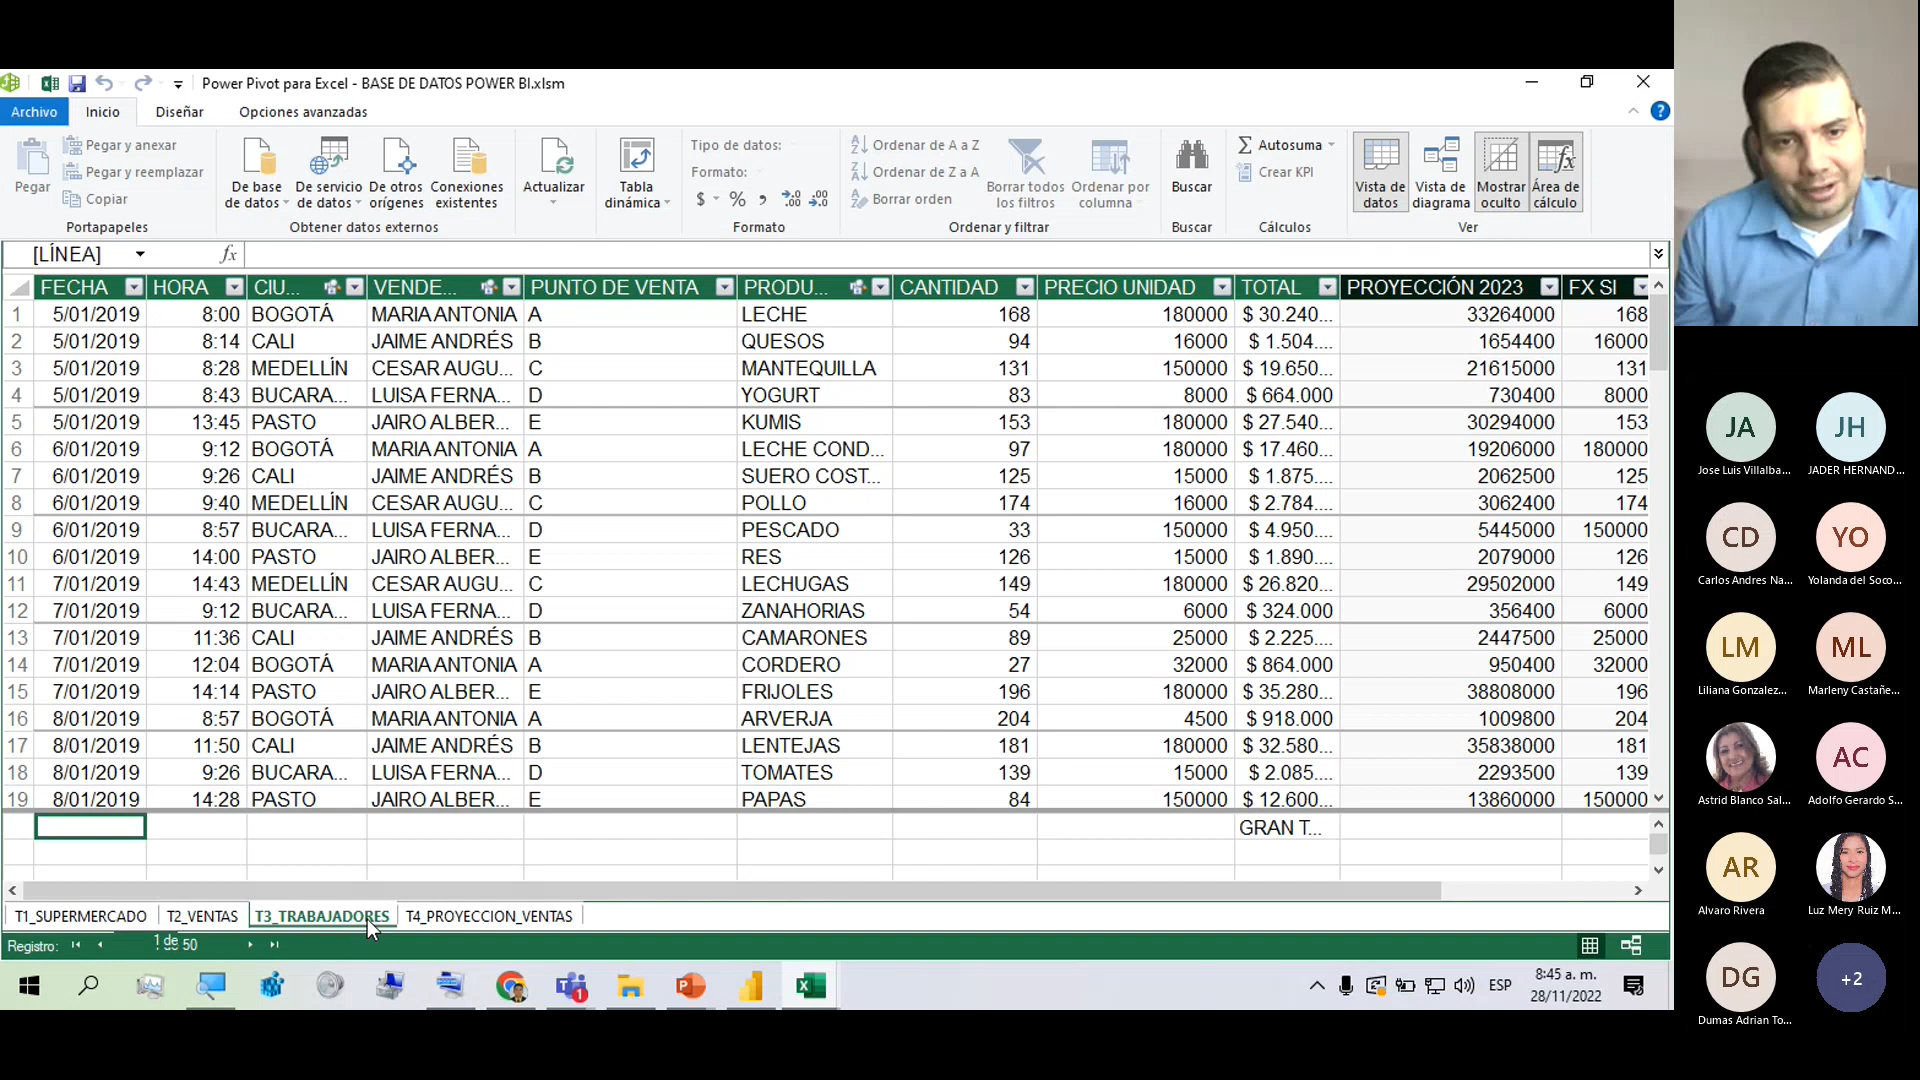 Power Pivot para Excel - BASE DE DATOS POWER BI.xlsm
Archivo Inicio Diseñar Opciones avanzadas
Pegar
Pegar y anexar
Pegar y reemplazar
Copiar
Portapapeles
De base de datos
De servicio de datos
De otros orígenes
Conexiones existentes
Obtener datos externos
Actualizar
Tabla dinámica
Tipo de datos:
Formato:
$ % ,00 ,00
Formato
Ordenar de A a Z
Ordenar de Z a A
Borrar orden
Borrar todos los filtros
Ordenar por columna
Ordenar y filtrar
Buscar
Buscar
Autosuma
Crear KPI
Cálculos
Vista de datos
Vista de diagrama
Mostrar oculto
Área de cálculo
Ver
[LÍNEA] fx
FECHA HORA CIU... VENDE... PUNTO DE VENTA PRODU... CANTIDAD PRECIO UNIDAD TOTAL PROYECCIÓN 2023 FX SI
1 5/01/2019 8:00 BOGOTÁ MARIA ANTONIA A LECHE 168 180000 $ 30.240... 33264000 168
2 5/01/2019 8:14 CALI JAIME ANDRÉS B QUESOS 94 16000 $ 1.504.... 1654400 16000
3 5/01/2019 8:28 MEDELLÍN CESAR AUGU... C MANTEQUILLA 131 150000 $ 19.650... 21615000 131
4 5/01/2019 8:43 BUCARA... LUISA FERNA... D YOGURT 83 8000 $ 664.000 730400 8000
5 5/01/2019 13:45 PASTO JAIRO ALBER... E KUMIS 153 180000 $ 27.540... 30294000 153
6 6/01/2019 9:12 BOGOTÁ MARIA ANTONIA A LECHE COND... 97 180000 $ 17.460... 19206000 180000
7 6/01/2019 9:26 CALI JAIME ANDRÉS B SUERO COST... 125 15000 $ 1.875.... 2062500 125
8 6/01/2019 9:40 MEDELLÍN CESAR AUGU... C POLLO 174 16000 $ 2.784.... 3062400 174
9 6/01/2019 8:57 BUCARA... LUISA FERNA... D PESCADO 33 150000 $ 4.950.... 5445000 150000
10 6/01/2019 14:00 PASTO JAIRO ALBER... E RES 126 15000 $ 1.890.... 2079000 126
11 7/01/2019 14:43 MEDELLÍN CESAR AUGU... C LECHUGAS 149 180000 $ 26.820... 29502000 149
12 7/01/2019 9:12 BUCARA... LUISA FERNA... D ZANAHORIAS 54 6000 $ 324.000 356400 6000
13 7/01/2019 11:36 CALI JAIME ANDRÉS B CAMARONES 89 25000 $ 2.225.... 2447500 25000
14 7/01/2019 12:04 BOGOTÁ MARIA ANTONIA A CORDERO 27 32000 $ 864.000 950400 32000
15 7/01/2019 14:14 PASTO JAIRO ALBER... E FRIJOLES 196 180000 $ 35.280... 38808000 196
16 8/01/2019 8:57 BOGOTÁ MARIA ANTONIA A ARVERJA 204 4500 $ 918.000 1009800 204
17 8/01/2019 11:50 CALI JAIME ANDRÉS B LENTEJAS 181 180000 $ 32.580... 35838000 181
18 8/01/2019 9:26 BUCARA... LUISA FERNA... D TOMATES 139 15000 $ 2.085.... 2293500 139
19 8/01/2019 14:28 PASTO JAIRO ALBER... E PAPAS 84 150000 $ 12.600... 13860000 150000
GRAN T...
T1_SUPERMERCADO T2_VENTAS T3_TRABAJADORES T4_PROYECCION_VENTAS
Registro: 1 de 50
1
ESP
8:45 a. m.
28/11/2022
JA JH
Jose Luis Villalba... JADER HERNAND...
CD YO
Carlos Andres Na... Yolanda del Soco...
LM ML
Liliana Gonzalez... Marleny Castañe...
AC
Astrid Blanco Sal... Adolfo Gerardo S...
AR
Alvaro Rivera Luz Mery Ruiz M...
DG +2
Dumas Adrian To...